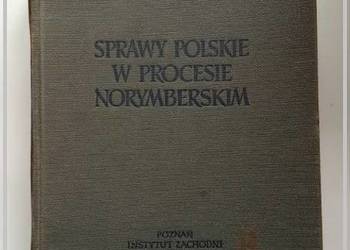 SPRAWY POLSKIE
W PROCESIE
NORYMBERSKIM
POZNAŃ
INSTYTUT ZACHODNI